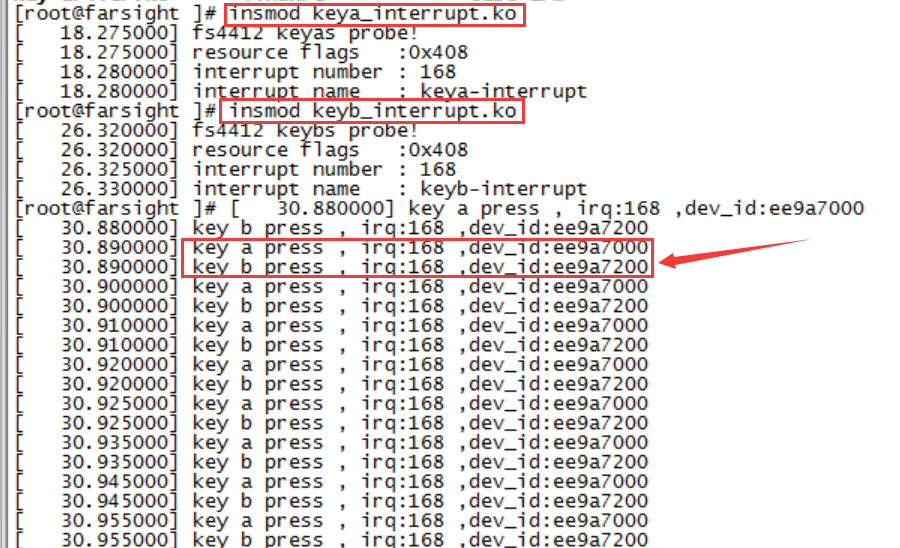 [root@farsight ]# insmod keya_interrupt.ko
[   18.275000] fs4412 keyas probe!
[   18.275000] resource flags   :0x408
[   18.280000] interrupt number : 168
[   18.280000] interrupt name   : keya-interrupt
[root@farsight ]# insmod keyb_interrupt.ko
[   26.320000] fs4412 keybs probe!
[   26.320000] resource flags   :0x408
[   26.325000] interrupt number : 168
[   26.330000] interrupt name   : keyb-interrupt
[root@farsight ]# [   30.880000] key a press , irq:168 ,dev_id:ee9a7000
[   30.880000] key b press , irq:168 ,dev_id:ee9a7200
[   30.890000] key a press , irq:168 ,dev_id:ee9a7000
[   30.890000] key b press , irq:168 ,dev_id:ee9a7200
[   30.900000] key a press , irq:168 ,dev_id:ee9a7000
[   30.900000] key b press , irq:168 ,dev_id:ee9a7200
[   30.910000] key a press , irq:168 ,dev_id:ee9a7000
[   30.910000] key b press , irq:168 ,dev_id:ee9a7200
[   30.920000] key a press , irq:168 ,dev_id:ee9a7000
[   30.920000] key b press , irq:168 ,dev_id:ee9a7200
[   30.925000] key a press , irq:168 ,dev_id:ee9a7000
[   30.925000] key b press , irq:168 ,dev_id:ee9a7200
[   30.935000] key a press , irq:168 ,dev_id:ee9a7000
[   30.935000] key b press , irq:168 ,dev_id:ee9a7200
[   30.945000] key a press , irq:168 ,dev_id:ee9a7000
[   30.945000] key b press , irq:168 ,dev_id:ee9a7200
[   30.955000] key a press , irq:168 ,dev_id:ee9a7000
[   30.955000] key b press , irq:168 ,dev_id:ee9a7200